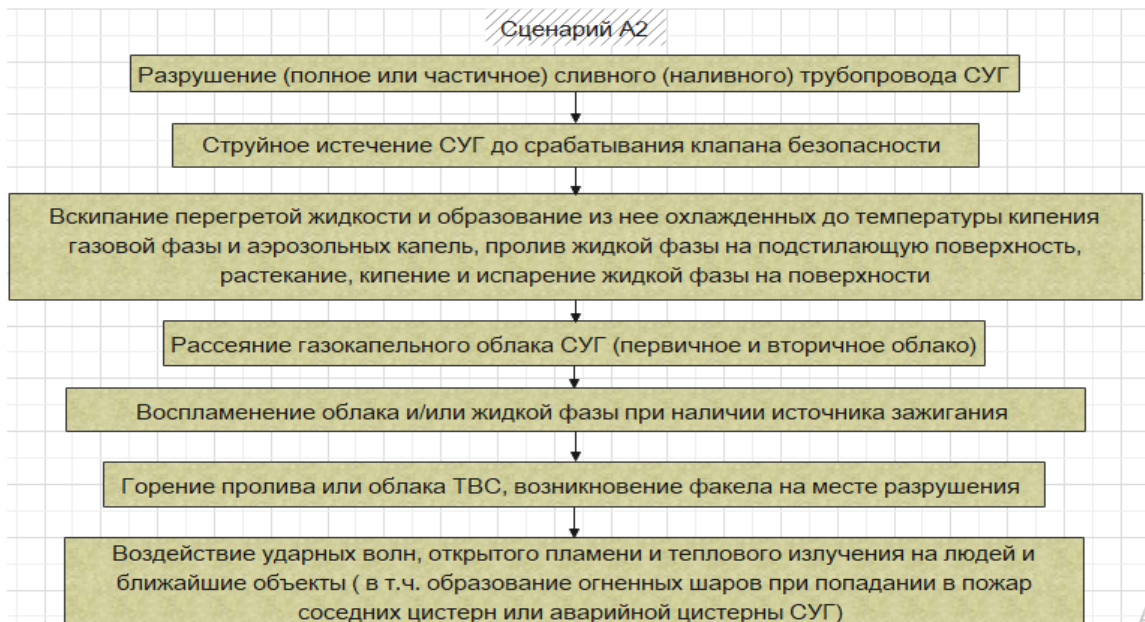 Сценарий А2
Разрушение (полное или частичное) сливного (наливного) трубопровода СУГ
Струйное истечение СУГ до срабатывания клапана безопасности
Вскипание перегретой жидкости и образование из нее охлажденных до температуры кипения
газовой фазы и аэрозольных капель, пролив жидкой фазы на подстилающую поверхность,
растекание, кипение и испарение жидкой фазы на поверхности
Рассеяние газокапельного облака СУГ (первичное и вторичное облако)
Воспламенение облака и/или жидкой фазы при наличии источника зажигания
Горение пролива или облака ТВС, возникновение факела на месте разрушения
Воздействие ударных волн, открытого пламени и теплового излучения на людей и
ближайшие объекты ( в т.ч. образование огненных шаров при попадании в пожар
соседних цистерн или аварийной цистерны СУГ)